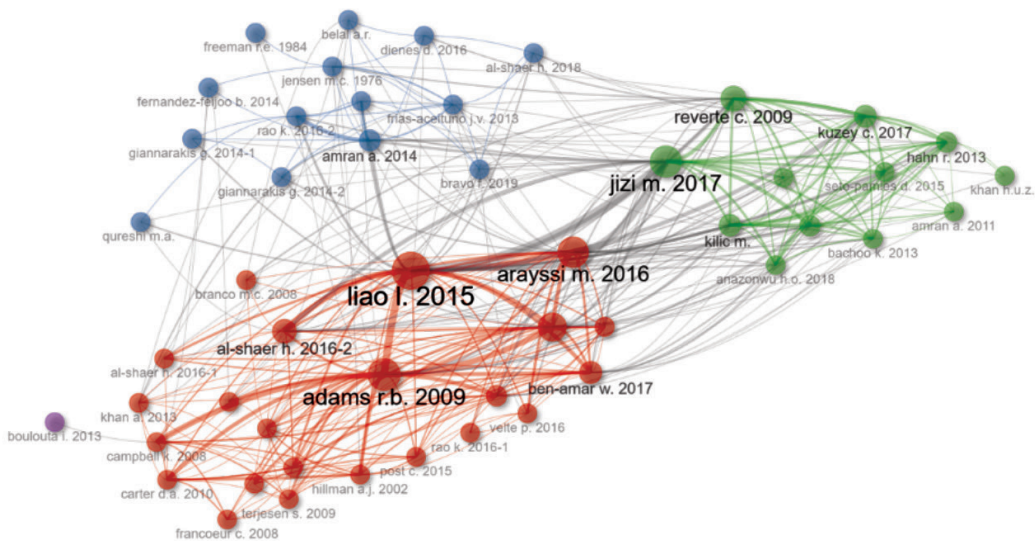 belal a.r.
freeman r.e. 1984
dienes d. 2016
al-shaer h. 2018
jensen m.c. 1976
fernandez-feijoo b. 2014
frias-aceituno j.v. 2013
rao k. 2016-2
giannarakis g. 2014-1
amran a. 2014
giannarakis g. 2014-2
bravo f. 2019
qureshi m.a.
reverte c. 2009
kuzey c. 2017
hahn r. 2013
jizi m. 2017
seto-pamies d. 2015
khan h.u.z.
amran a. 2011
kilic m.
bachoo k. 2013
anazonwu h.o. 2018
arayssi m. 2016
liao l. 2015
branco m.c. 2008
al-shaer h. 2016-2
al-shaer h. 2016-1
adams r.b. 2009
ben-amar w. 2017
khan a. 2013
velte p. 2016
boulouta i. 2013
campbell k. 2008
rao k. 2016-1
post c. 2015
carter d.a. 2010
hillman a.j. 2002
terjesen s. 2009
francoeur c. 2008